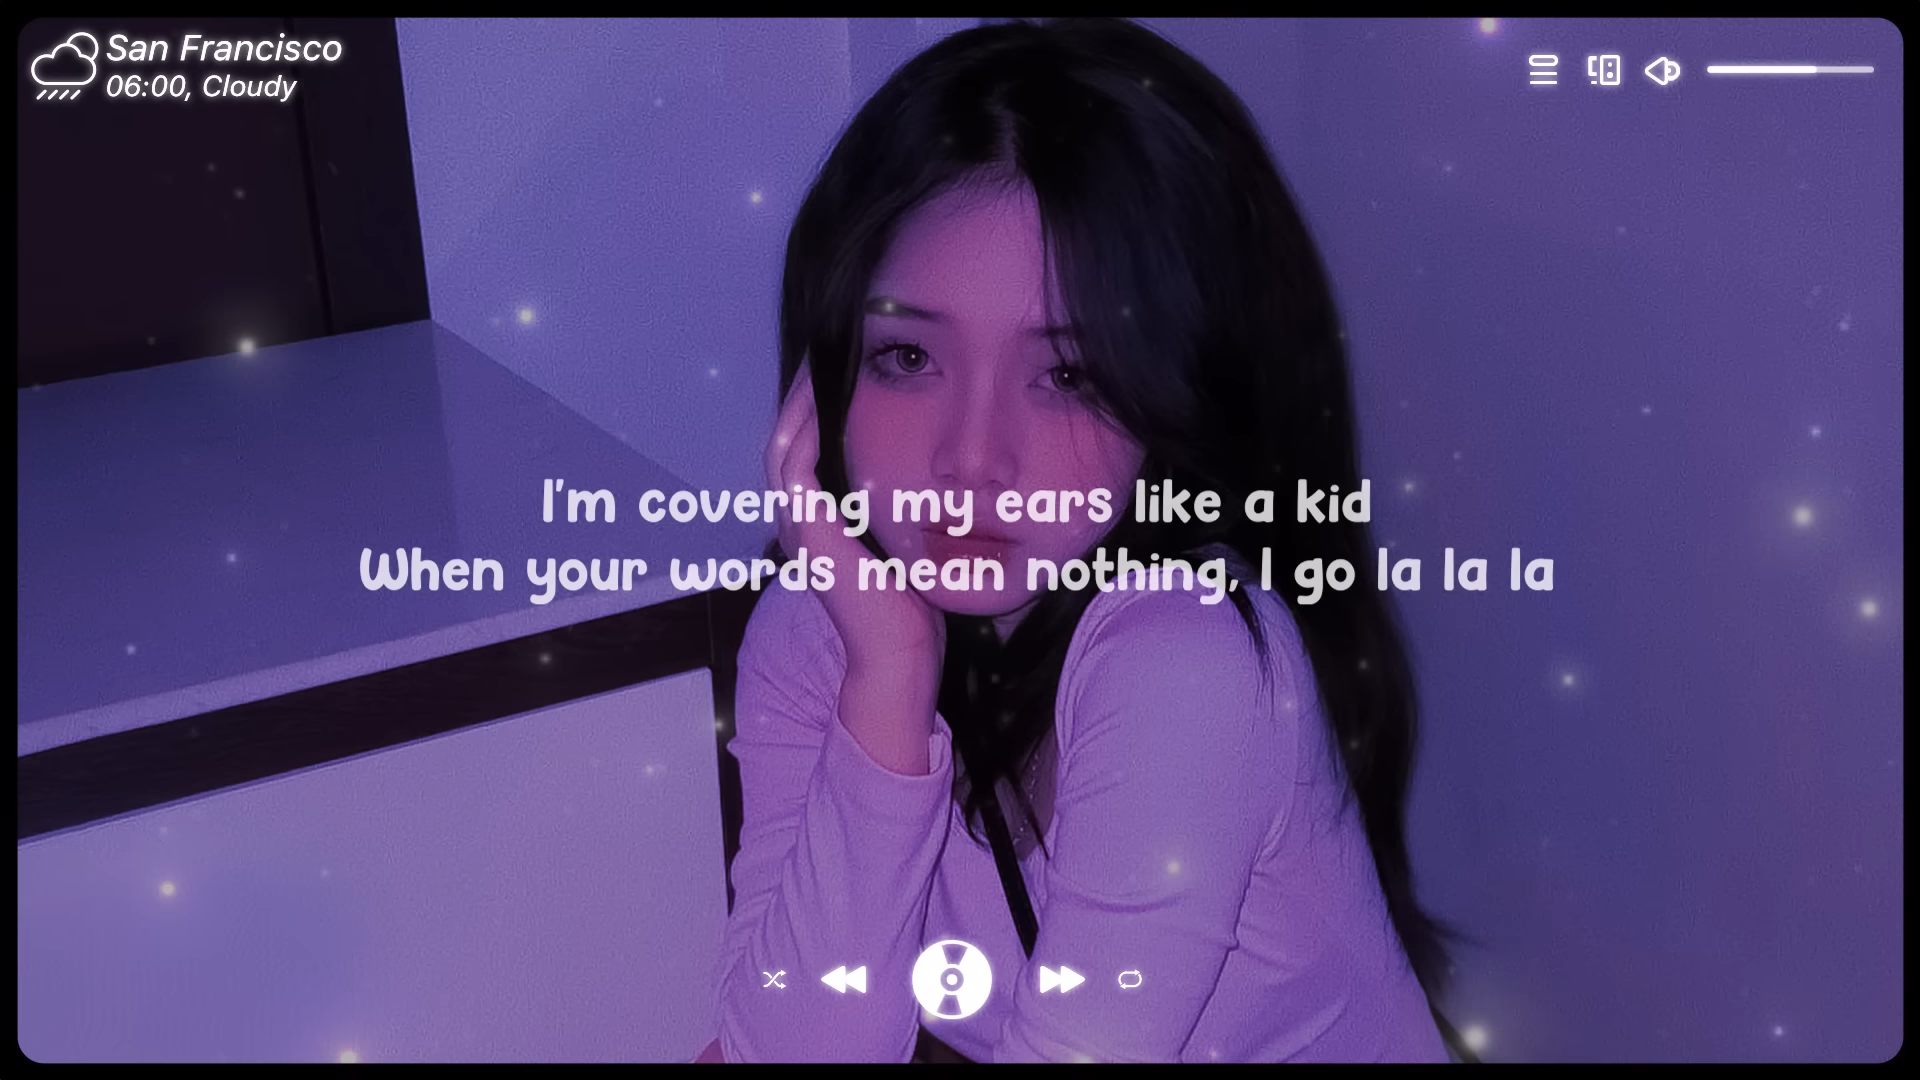 San Francisco
06:00, Cloudy
I'm covering my ears like a kid
When your words mean nothing, I go la la la